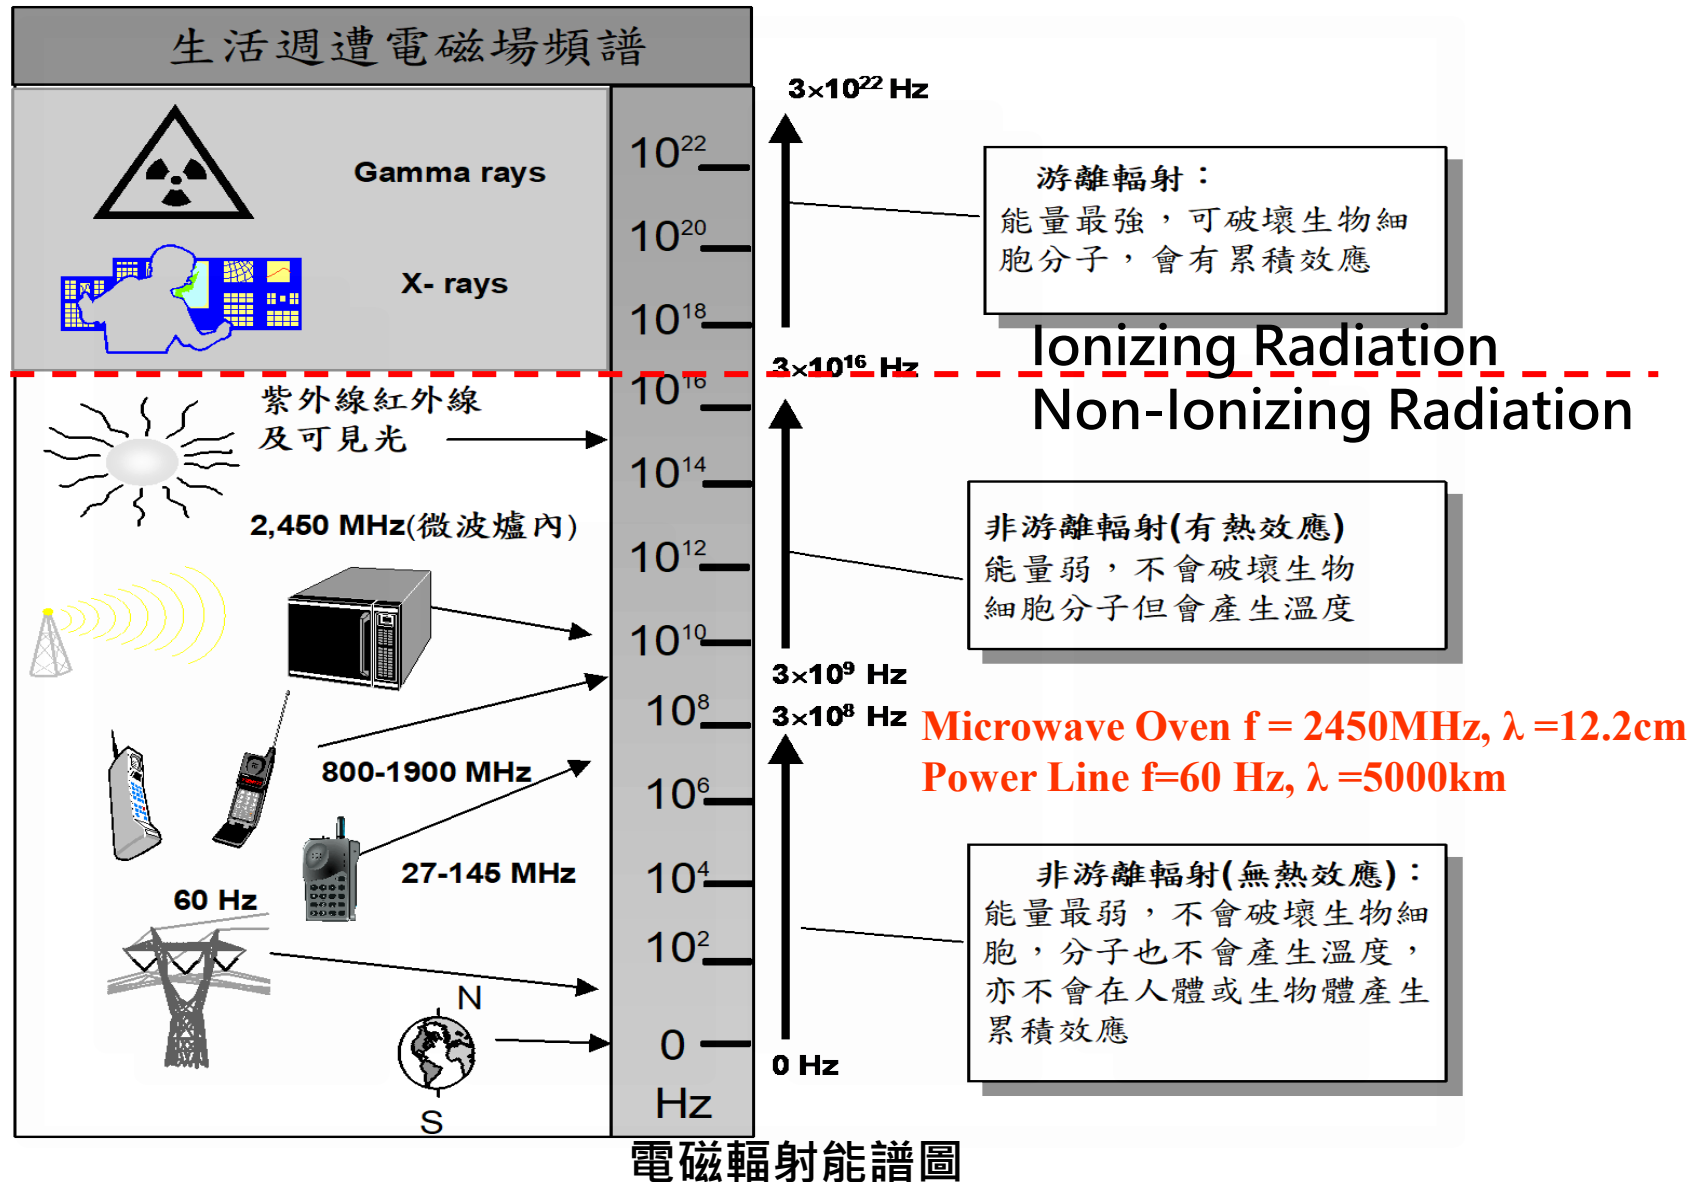 生活週遭電磁場頻譜
Gamma rays
X- rays
紫外線紅外線
及可見光
2,450 MHz(微波爐內)
800-1900 MHz
27-145 MHz
60 Hz
N
S
10²²
10²⁰
10¹⁸
10¹⁶
10¹⁴
10¹²
10¹⁰
10⁸
10⁶
10⁴
10²
0
Hz
3×10²² Hz
3×10¹⁶ Hz
3×10⁹ Hz
3×10⁸ Hz
0 Hz
游離輻射：
能量最強，可破壞生物細
胞分子，會有累積效應
Ionizing Radiation
Non-Ionizing Radiation
非游離輻射(有熱效應)
能量弱，不會破壞生物
細胞分子但會產生溫度
Microwave Oven f = 2450MHz, λ =12.2cm
Power Line f=60 Hz, λ =5000km
非游離輻射(無熱效應)：
能量最弱，不會破壞生物細
胞，分子也不會產生溫度，
亦不會在人體或生物體產生
累積效應
電磁輻射能譜圖